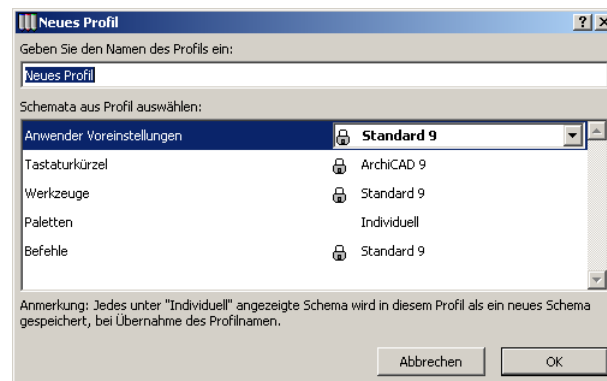 Neues Profil
Geben Sie den Namen des Profils ein:
Neues Profil
Schemata aus Profil auswählen:
Anwender Voreinstellungen Standard 9
Tastaturkürzel ArchiCAD 9
Werkzeuge Standard 9
Paletten Individuell
Befehle Standard 9
Anmerkung: Jedes unter "Individuell" angezeigte Schema wird in diesem Profil als ein neues Schema
gespeichert, bei Übernahme des Profilnamen.
Abbrechen OK